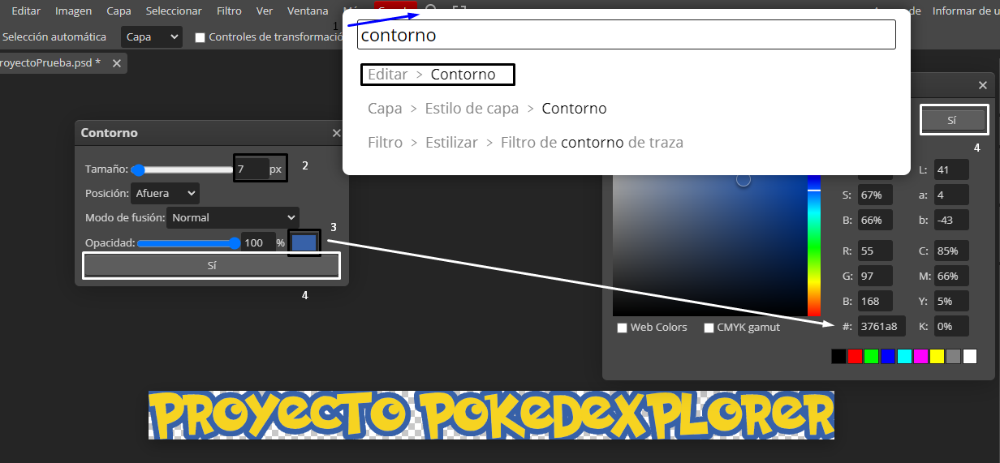 Editar Imagen Capa Seleccionar Filtro Ver Ventana
Informar de u
Selección automática Capa Controles de transformació
1
contorno
royectoPrueba.psd *
Editar > Contorno
Capa > Estilo de capa > Contorno
Filtro > Estilizar > Filtro de contorno de traza
Contorno
Tamaño: 7 px 2
Posición: Afuera
Modo de fusión: Normal
3
Opacidad: 100 %
Sí
4
Sí
4
L: 41
S: 67% a: 4
B: 66% b: -43
R: 55 C: 85%
G: 97 M: 66%
B: 168 Y: 5%
Web Colors CMYK gamut #: 3761a8 K: 0%
PROYECTO POKEDEXPLORER